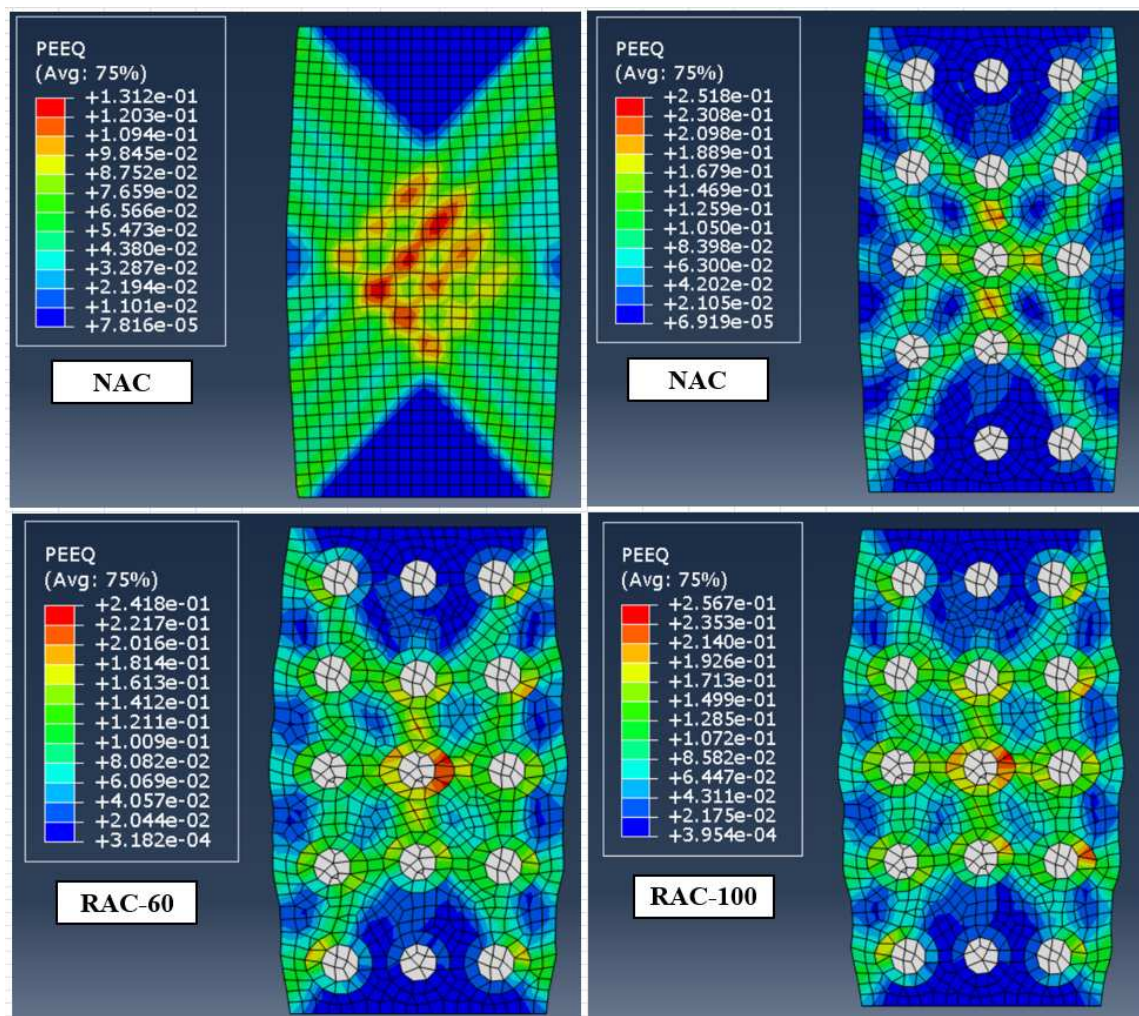 PEEQ
(Avg: 75%)
+1.312e-01
+1.203e-01
+1.094e-01
+9.845e-02
+8.752e-02
+7.659e-02
+6.566e-02
+5.473e-02
+4.380e-02
+3.287e-02
+2.194e-02
+1.101e-02
+7.816e-05
NAC
PEEQ
(Avg: 75%)
+2.518e-01
+2.308e-01
+2.098e-01
+1.889e-01
+1.679e-01
+1.469e-01
+1.259e-01
+1.050e-01
+8.398e-02
+6.300e-02
+4.202e-02
+2.105e-02
+6.919e-05
NAC
PEEQ
(Avg: 75%)
+2.418e-01
+2.217e-01
+2.016e-01
+1.814e-01
+1.613e-01
+1.412e-01
+1.211e-01
+1.009e-01
+8.082e-02
+6.069e-02
+4.057e-02
+2.044e-02
+3.182e-04
RAC-60
PEEQ
(Avg: 75%)
+2.567e-01
+2.353e-01
+2.140e-01
+1.926e-01
+1.713e-01
+1.499e-01
+1.285e-01
+1.072e-01
+8.582e-02
+6.447e-02
+4.311e-02
+2.175e-02
+3.954e-04
RAC-100